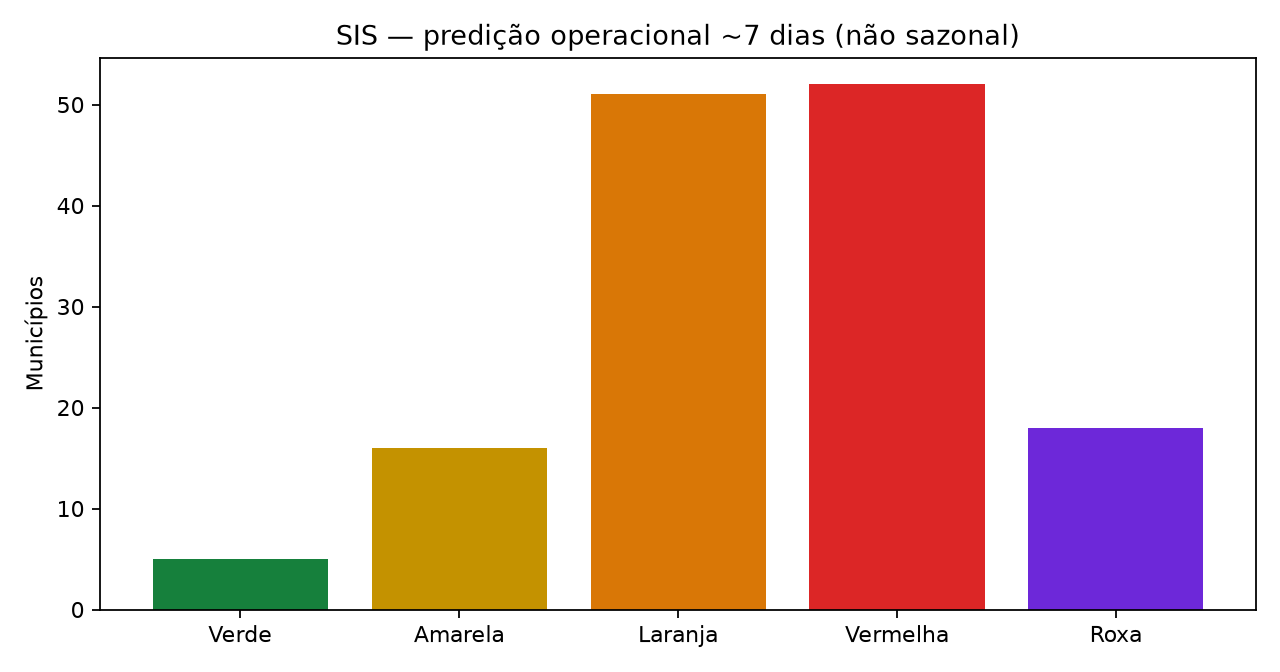 SIS — predição operacional ~7 dias (não sazonal)
Municípios
50
40
30
20
10
0
Verde
Amarela
Laranja
Vermelha
Roxa